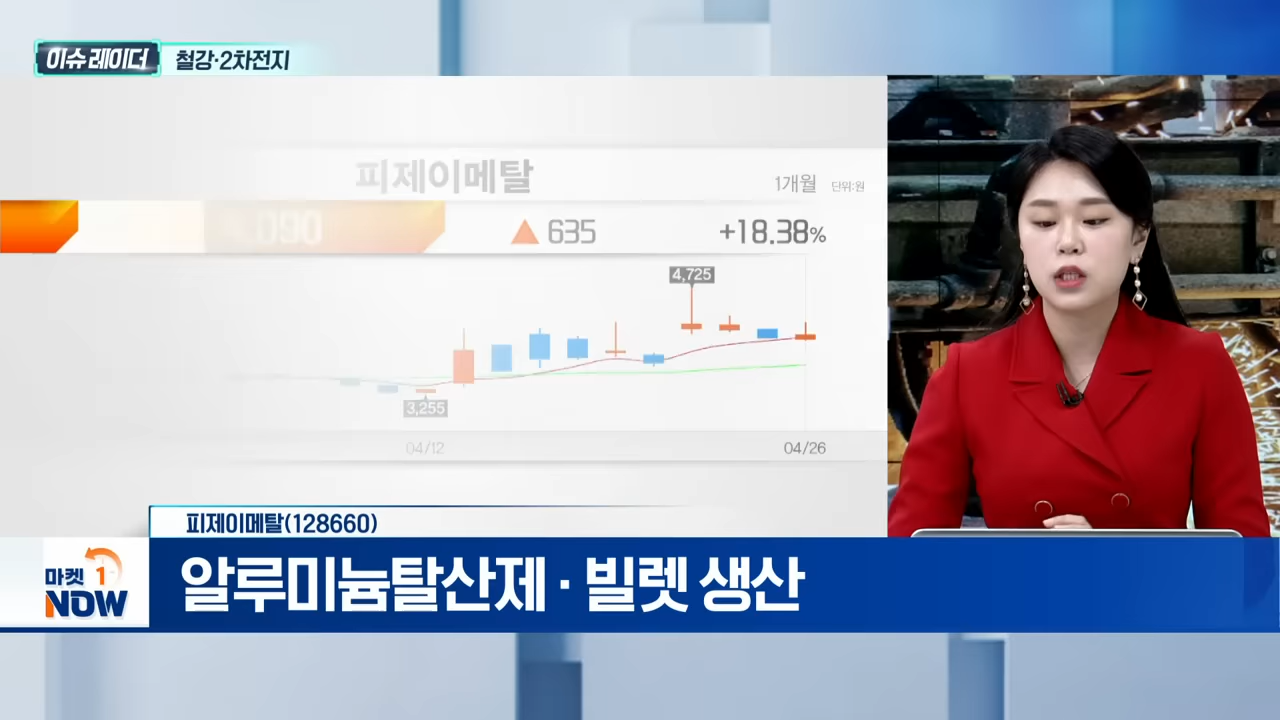 이슈 레이더
철강·2차전지
피제이메탈
1개월
단위:원
090
▲ 635
+18.38%
4,725
3,255
04/12
04/26
피제이메탈(128660)
마켓 1
NOW
알루미늄탈산제·빌렛 생산